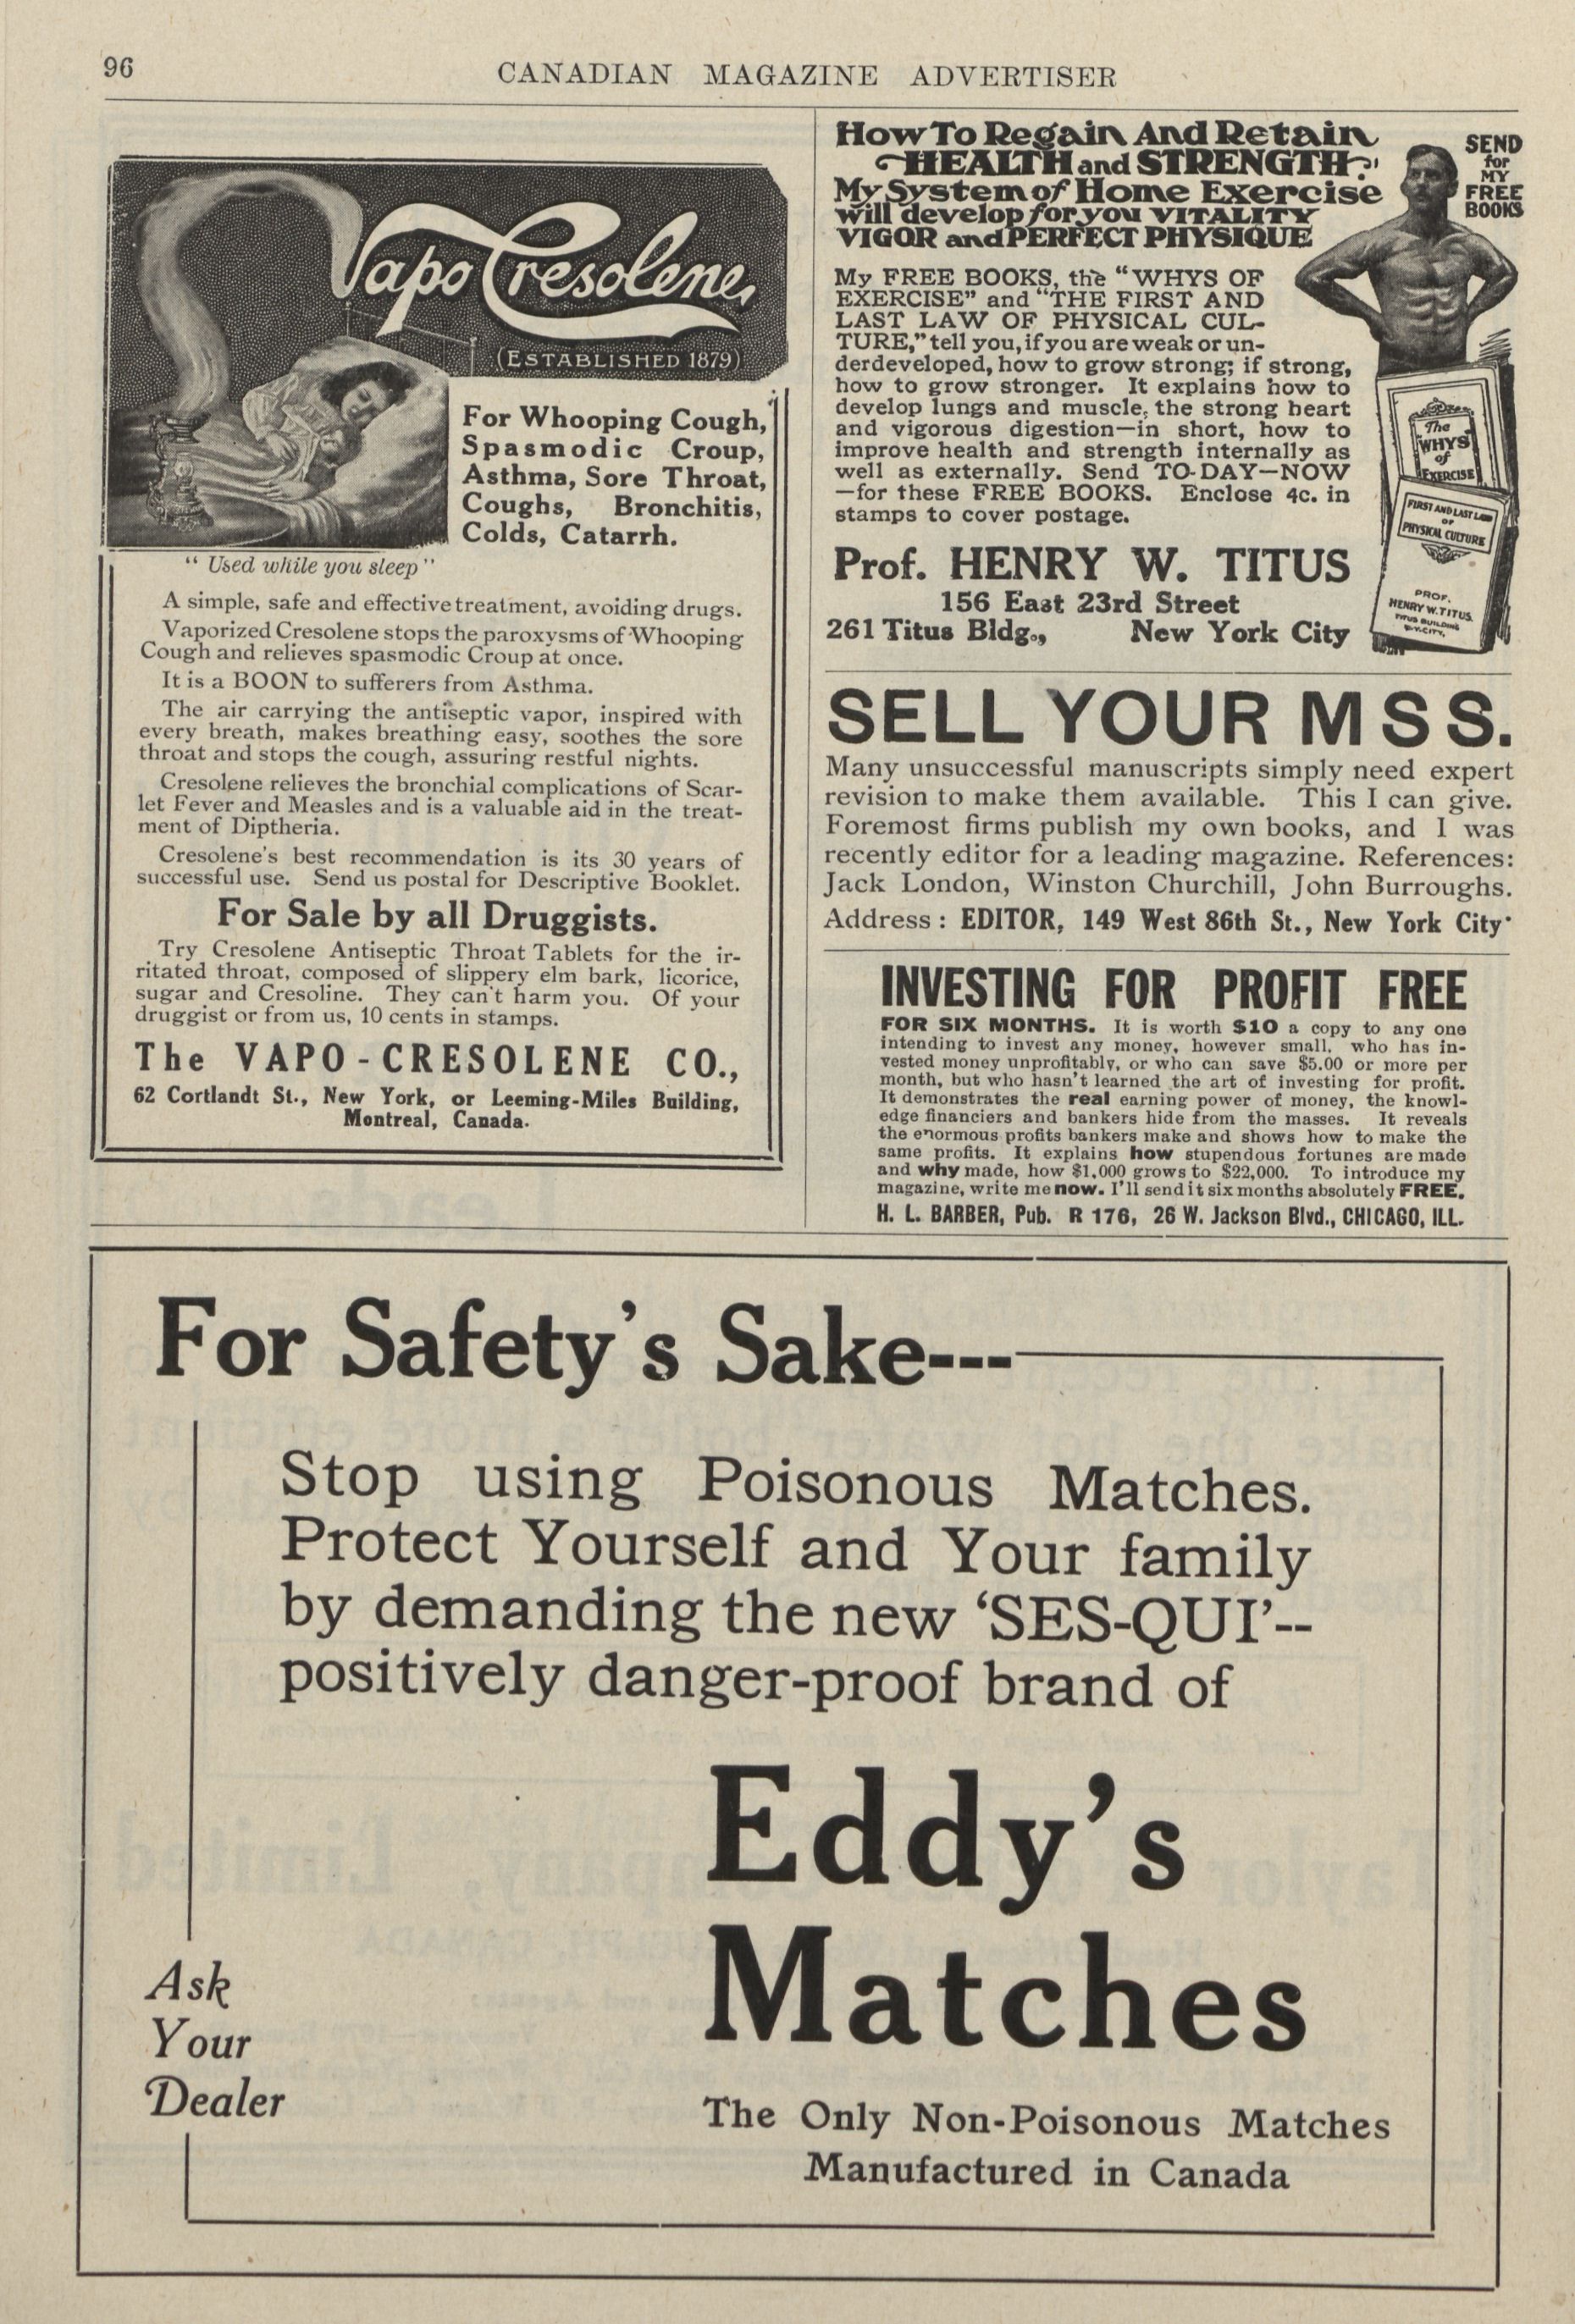 96
CANADIAN MAGAZINE ADVERTISER
Vapo Cresolene
(ESTABLISHED 1879)
For Whooping Cough,
Spasmodic Croup,
Asthma, Sore Throat,
Coughs, Bronchitis,
Colds, Catarrh.
"Used while you sleep"
A simple, safe and effective treatment, avoiding drugs.
Vaporized Cresolene stops the paroxysms of Whooping
Cough and relieves spasmodic Croup at once.
It is a BOON to sufferers from Asthma.
The air carrying the antiseptic vapor, inspired with
every breath, makes breathing easy, soothes the sore
throat and stops the cough, assuring restful nights.
Cresolene relieves the bronchial complications of Scar-
let Fever and Measles and is a valuable aid in the treat-
ment of Diptheria.
Cresolene's best recommendation is its 30 years of
successful use. Send us postal for Descriptive Booklet.
For Sale by all Druggists.
Try Cresolene Antiseptic Throat Tablets for the ir-
ritated throat, composed of slippery elm bark, licorice,
sugar and Cresoline. They can't harm you. Of your
druggist or from us, 10 cents in stamps.
The VAPO-CRESOLENE CO.,
62 Cortlandt St., New York, or Leeming-Miles Building,
Montreal, Canada.
How To Regain And Retain
HEALTH and STRENGTH
My System of Home Exercise
will develop for you VITALITY
VIGOR and PERFECT PHYSIQUE
SEND
for
MY
FREE
BOOKS
My FREE BOOKS, the "WHYS OF
EXERCISE" and "THE FIRST AND
LAST LAW OF PHYSICAL CUL-
TURE," tell you, if you are weak or un-
derdeveloped, how to grow strong; if strong,
how to grow stronger. It explains how to
develop lungs and muscle, the strong heart
and vigorous digestion—in short, how to
improve health and strength internally as
well as externally. Send TO-DAY—NOW
—for these FREE BOOKS. Enclose 4c. in
stamps to cover postage.
Prof. HENRY W. TITUS
156 East 23rd Street
261 Titus Bldg., New York City
The
WHYS
of
EXERCISE
FIRST AND LAST LAW
OF
PHYSICAL CULTURE
PROF.
HENRY W. TITUS
TITUS BUILDING
N.Y. CITY.
SELL YOUR MSS.
Many unsuccessful manuscripts simply need expert
revision to make them available. This I can give.
Foremost firms publish my own books, and I was
recently editor for a leading magazine. References:
Jack London, Winston Churchill, John Burroughs.
Address: EDITOR, 149 West 86th St., New York City.
INVESTING FOR PROFIT FREE
FOR SIX MONTHS. It is worth $10 a copy to any one
intending to invest any money, however small, who has in-
vested money unprofitably, or who can save $5.00 or more per
month, but who hasn't learned the art of investing for profit.
It demonstrates the real earning power of money, the knowl-
edge financiers and bankers hide from the masses. It reveals
the enormous profits bankers make and shows how to make the
same profits. It explains how stupendous fortunes are made
and why made, how $1,000 grows to $22,000. To introduce my
magazine, write me now. I'll send it six months absolutely FREE.
H. L. BARBER, Pub. R 176, 26 W. Jackson Blvd., CHICAGO, ILL.
For Safety's Sake---
Stop using Poisonous Matches.
Protect Yourself and Your family
by demanding the new 'SES-QUI'--
positively danger-proof brand of
Eddy's
Matches
Ask
Your
Dealer
The Only Non-Poisonous Matches
Manufactured in Canada